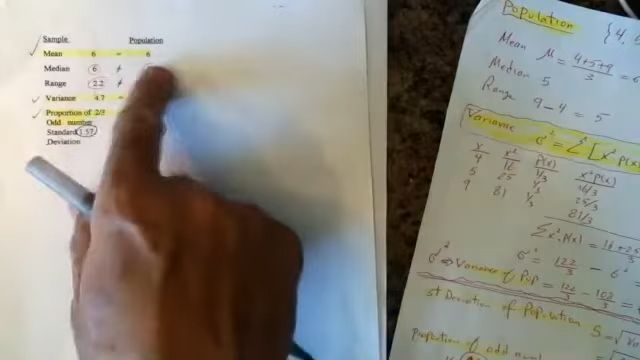 Sample Population
Mean 6 = 6
Median 6 ≠
Range 2.2 ≠
Variance 4.7 =
Proportion of 2/3
Odd number
Standard 1.57
Deviation
Population {4,
Mean μ = 4+5+9/3 =
Median 5
Range 9-4 = 5
Variance σ² = Σ [x² P(x)
x x² P(x) x² P(x)
4 16 1/3 16/3
5 25 1/3 25/3
9 81 1/3 81/3
Σx².P(x) =
σ² = 122/3 - 6²
σ² => Variance of Pop = 122/3 -
St Deviation of Population S = √
proportion of odd